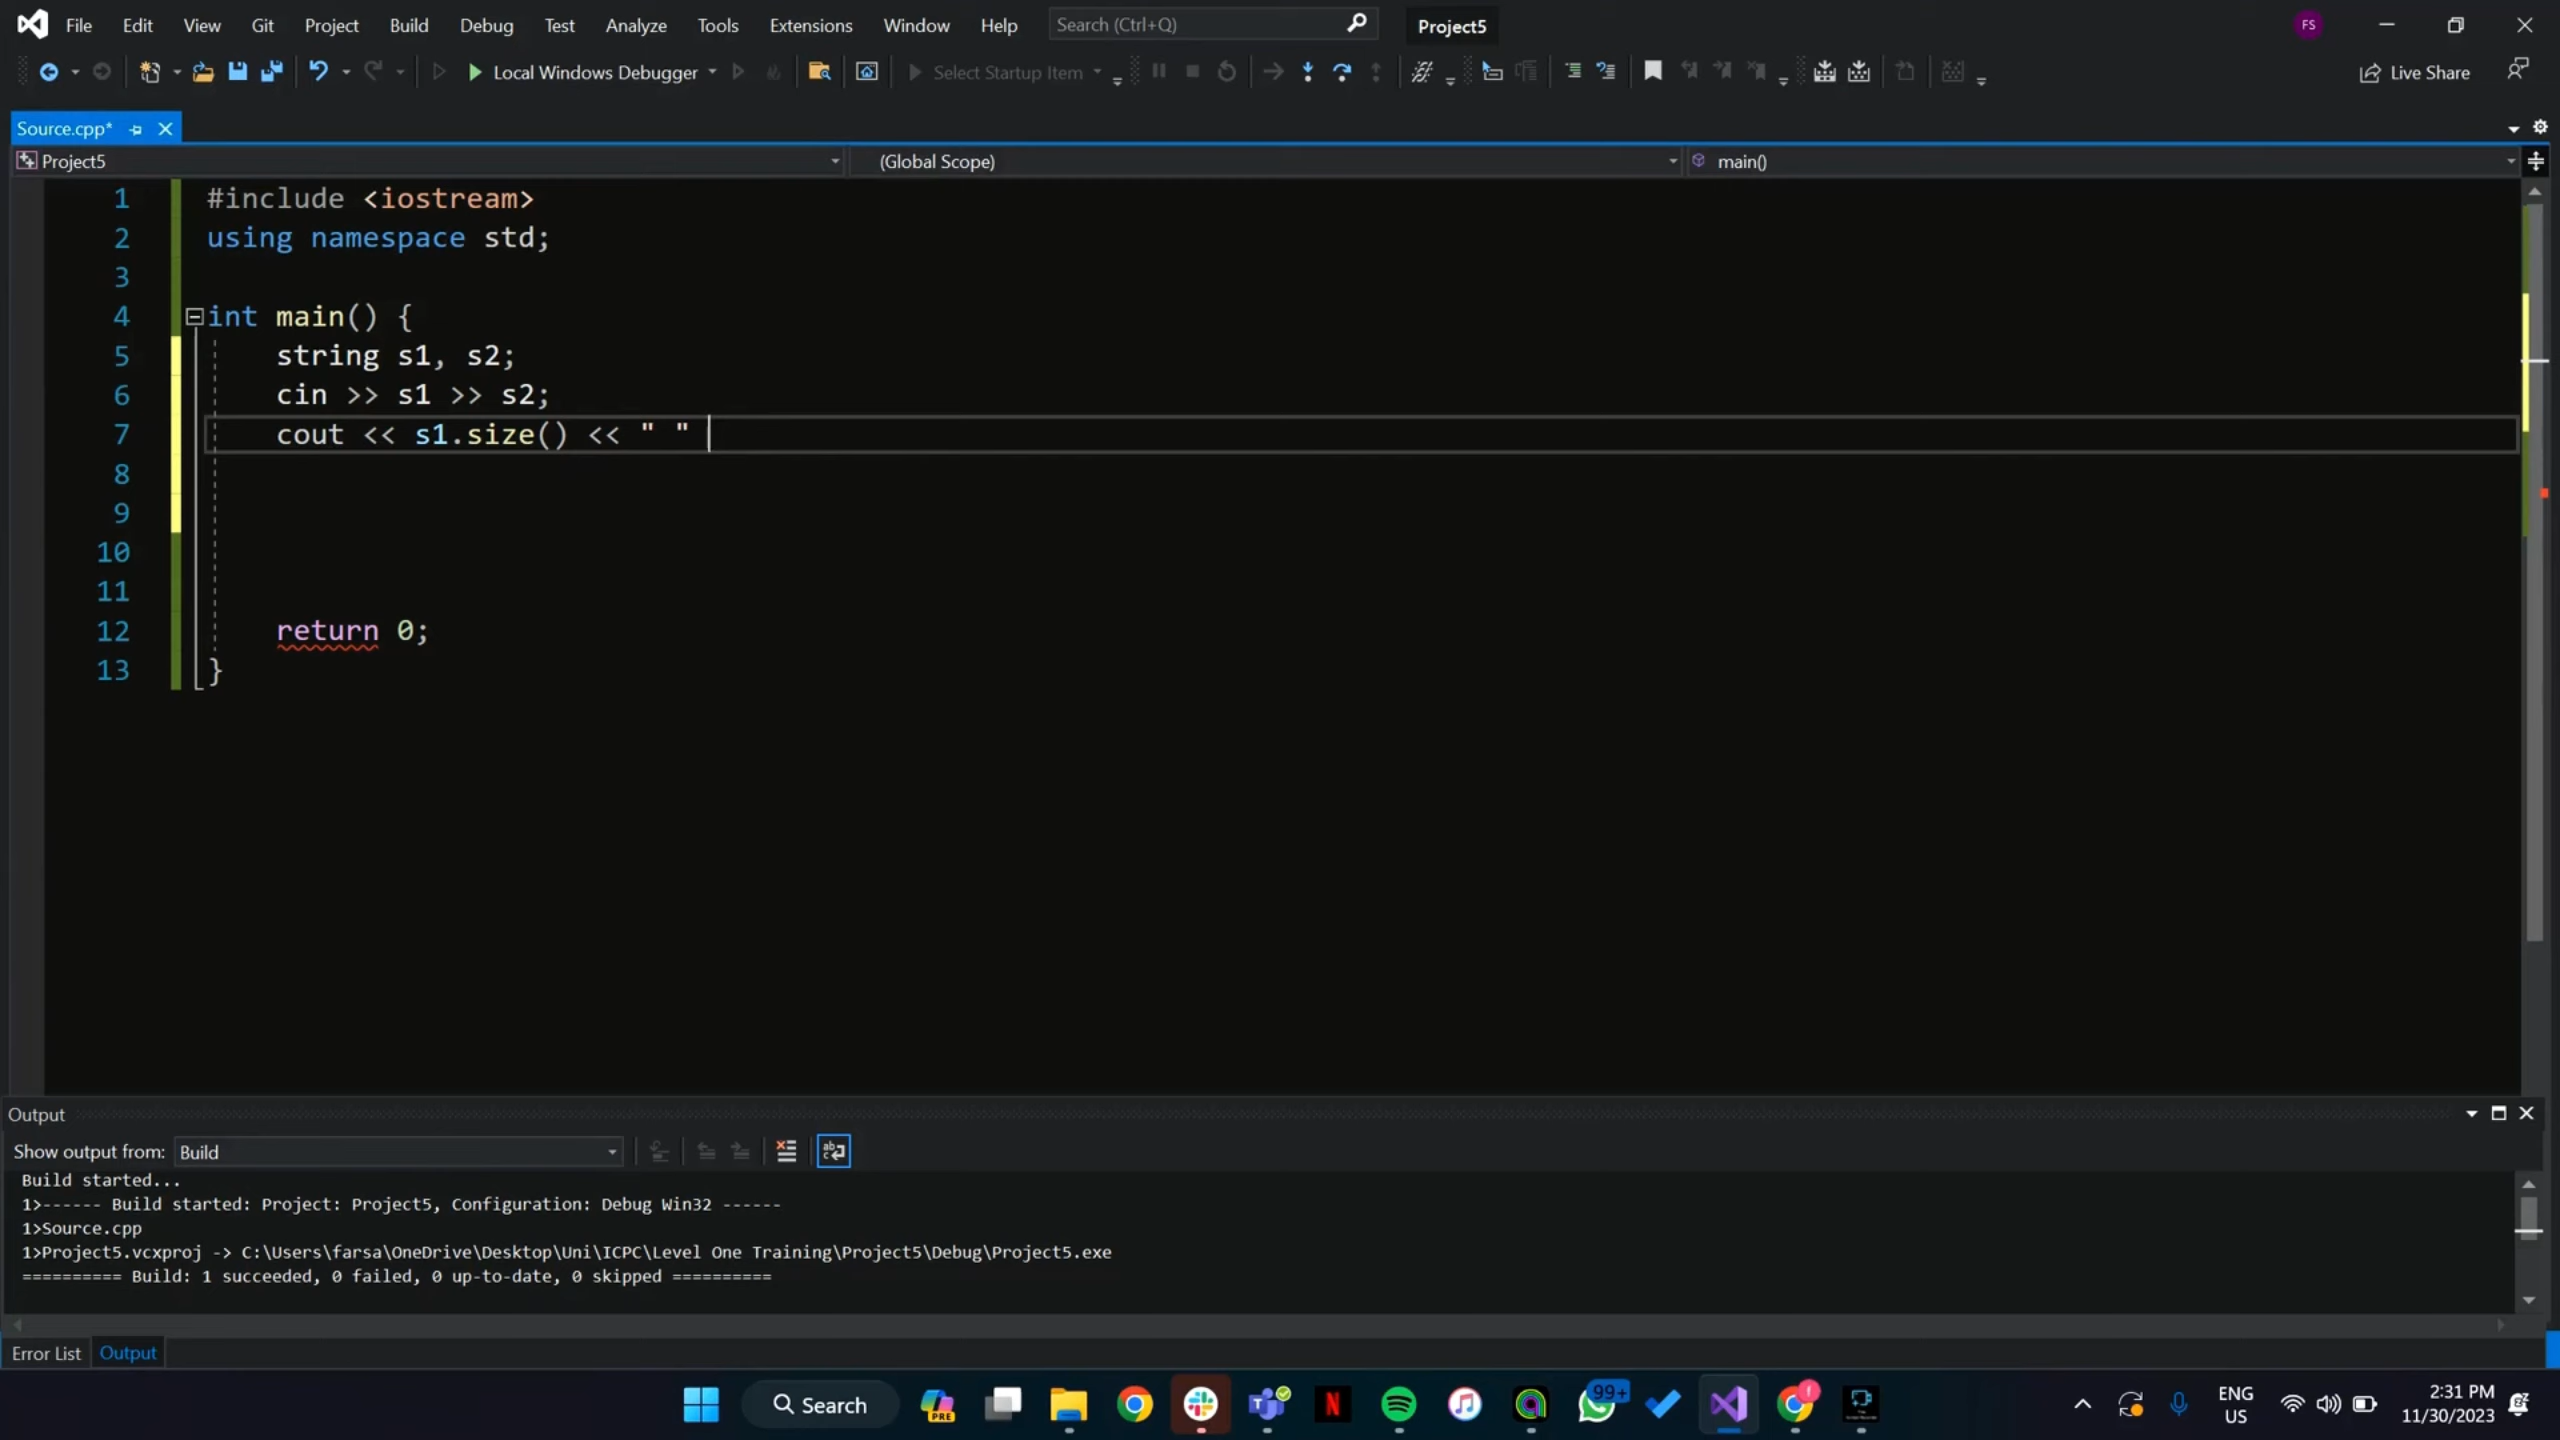 File Edit View Git Project Build Debug Test Analyze Tools Extensions Window Help Search (Ctrl+Q) Project5 FS
Local Windows Debugger Select Startup Item Live Share
Source.cpp*
Project5 (Global Scope) main()
1 #include <iostream>
2 using namespace std;
3
4 int main() {
5 string s1, s2;
6 cin >> s1 >> s2;
7 cout << s1.size() << " "
8
9
10
11
12 return 0;
13 }
Output
Show output from: Build
Build started...
1>------ Build started: Project: Project5, Configuration: Debug Win32 ------
1>Source.cpp
1>Project5.vcxproj -> C:\Users\farsa\OneDrive\Desktop\Uni\ICPC\Level One Training\Project5\Debug\Project5.exe
========== Build: 1 succeeded, 0 failed, 0 up-to-date, 0 skipped ==========
Error List Output
Search PRE N 99+ ENG US 2:31 PM
11/30/2023